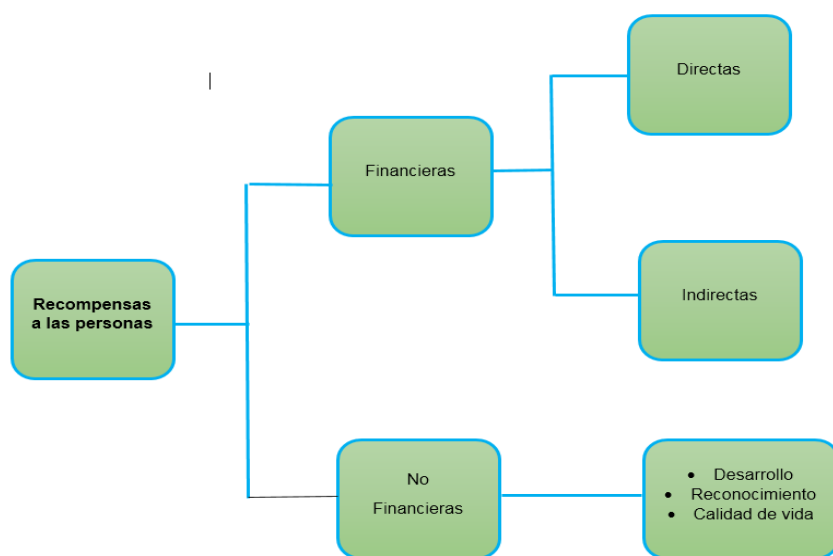 Recompensas
a las personas
Financieras
Directas
Indirectas
No
Financieras
• Desarrollo
• Reconocimiento
• Calidad de vida